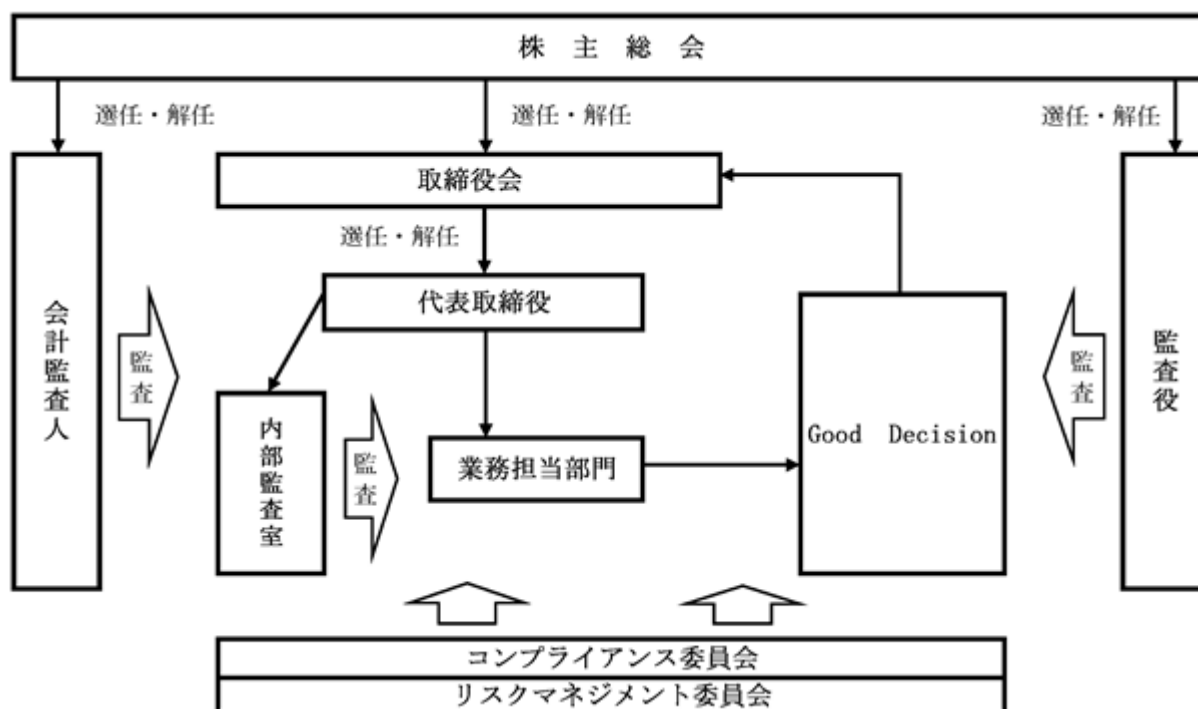 株 主 総 会
選任・解任
選任・解任
選任・解任
会計監査人
取締役会
監査役
選任・解任
代表取締役
監査
監査
内部監査室
監査
業務担当部門
Good Decision
コンプライアンス委員会
リスクマネジメント委員会